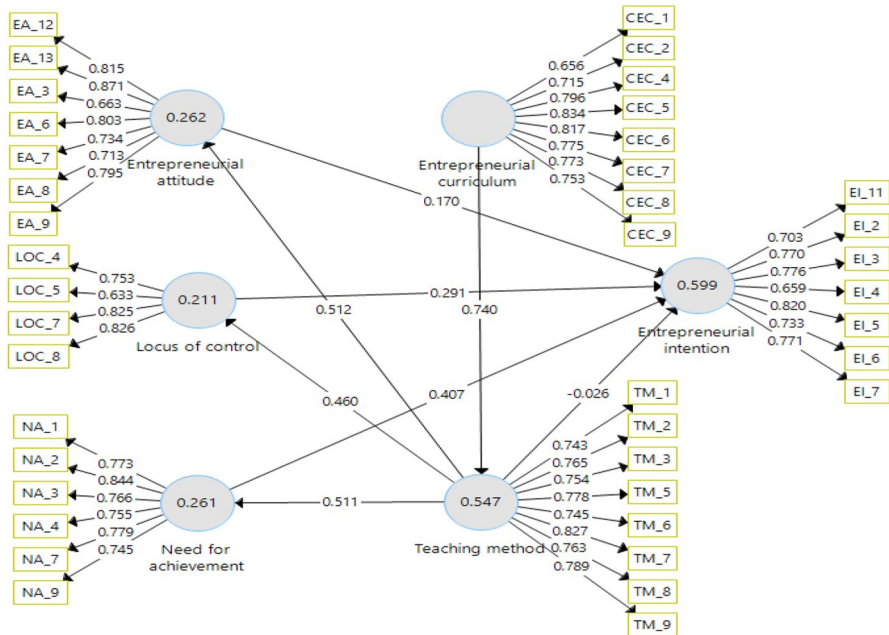 EA_12
EA_13
EA_3
EA_6
EA_7
EA_8
EA_9
0.815
0.871
0.663
0.803
0.734
0.713
0.795
0.262
Entrepreneurial
attitude
CEC_1
CEC_2
CEC_4
CEC_5
CEC_6
CEC_7
CEC_8
CEC_9
0.656
0.715
0.796
0.834
0.817
0.775
0.773
0.753
Entrepreneurial
curriculum
0.170
LOC_4
LOC_5
LOC_7
LOC_8
0.753
0.633
0.825
0.826
0.211
Locus of control
0.291
0.512
0.740
0.460
0.407
-0.026
0.599
Entrepreneurial
intention
0.703
0.770
0.776
0.659
0.820
0.733
0.771
EI_11
EI_2
EI_3
EI_4
EI_5
EI_6
EI_7
NA_1
NA_2
NA_3
NA_4
NA_7
NA_9
0.773
0.844
0.766
0.755
0.779
0.745
0.261
Need for
achievement
0.511
0.547
Teaching method
0.743
0.765
0.754
0.778
0.745
0.827
0.763
0.789
TM_1
TM_2
TM_3
TM_5
TM_6
TM_7
TM_8
TM_9